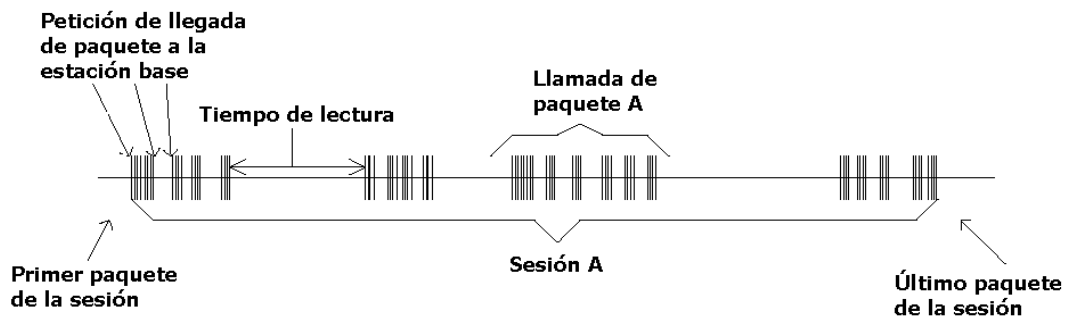 Petición de llegada
de paquete a la
estación base
Tiempo de lectura
Llamada de
paquete A
Sesión A
Primer paquete
de la sesión
Último paquete
de la sesión